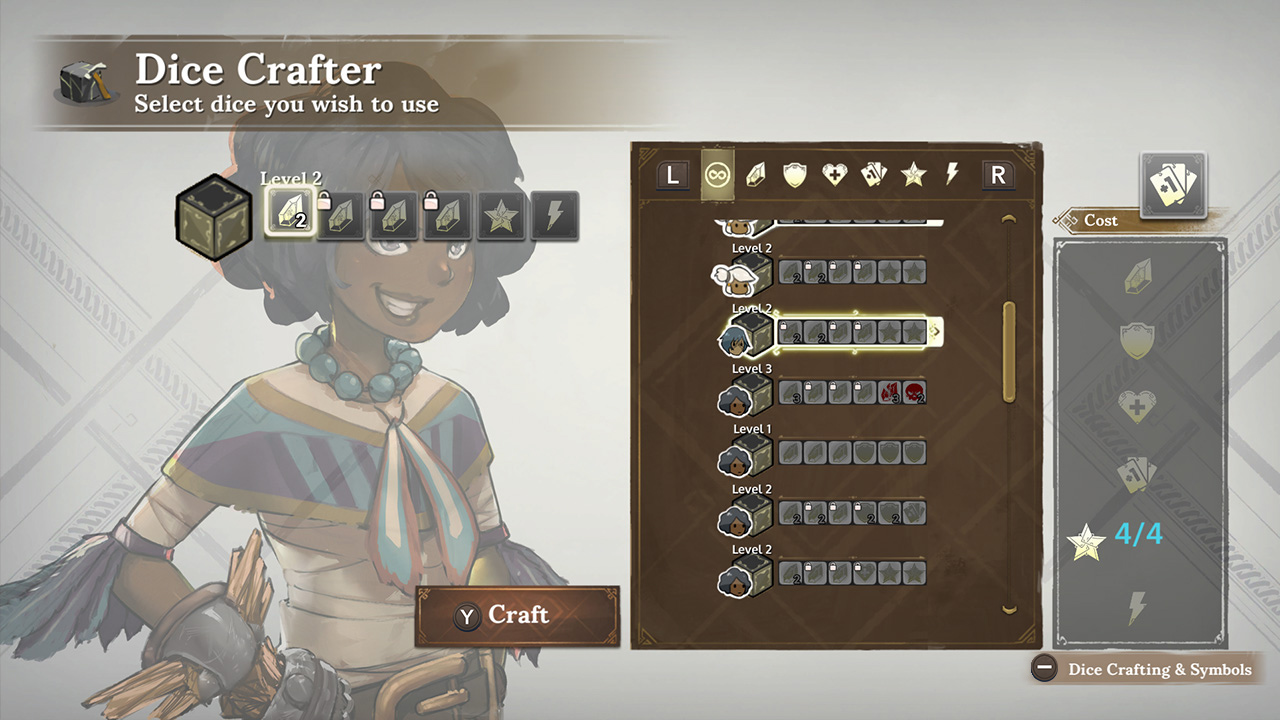 Dice Crafter
Select dice you wish to use
Level 2
2
L
R
Level 2
2 2
Level 2
2 2
Level 3
3 3 2
Level 1
Level 2
2 2 2 2
Level 2
2
Cost
4/4
Y Craft
Dice Crafting & Symbols